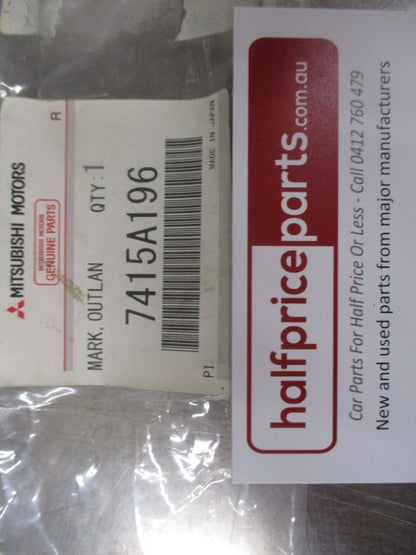 R
MITSUBISHI MOTORS
MITSUBISHI MOTORS
GENUINE PARTS
MARK, OUTLAN QTY: 1
7415A196
MADE IN JAPAN
PI
halfpriceparts.com.au
Car Parts For Half Price Or Less - Call 0412 760 479
New and used parts from major manufacturers